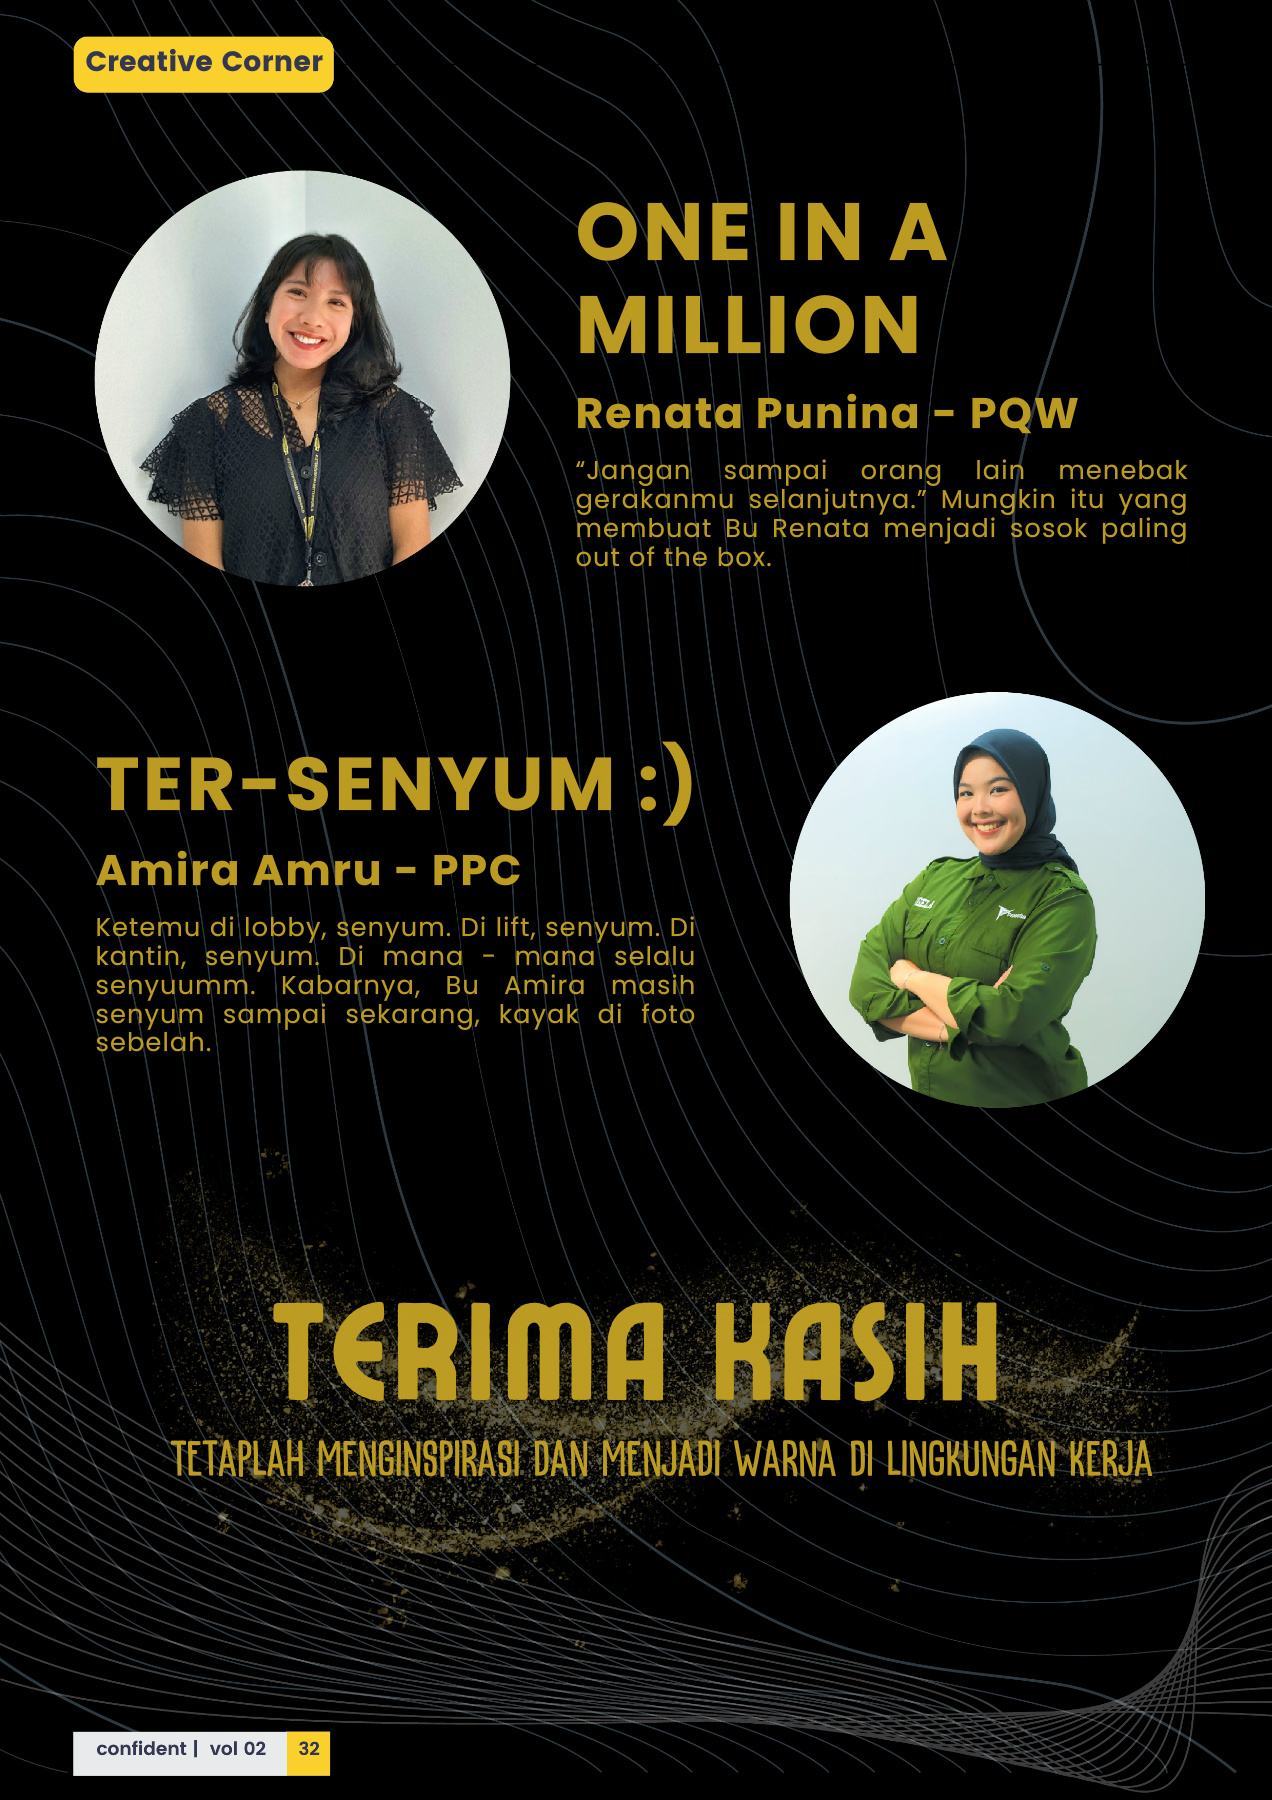 Creative Corner
ONE IN A
MILLION
Renata Punina - PQW
“Jangan sampai orang lain menebak
gerakanmu selanjutnya.” Mungkin itu yang
membuat Bu Renata menjadi sosok paling
out of the box.
TER-SENYUM :)
Amira Amru - PPC
Ketemu di lobby, senyum. Di lift, senyum. Di
kantin, senyum. Di mana - mana selalu
senyuumm. Kabarnya, Bu Amira masih
senyum sampai sekarang, kayak di foto
sebelah.
TERIMA KASIH
TETAPLAH MENGINSPIRASI DAN MENJADI WARNA DI LINGKUNGAN KERJA
confident | vol 02 32